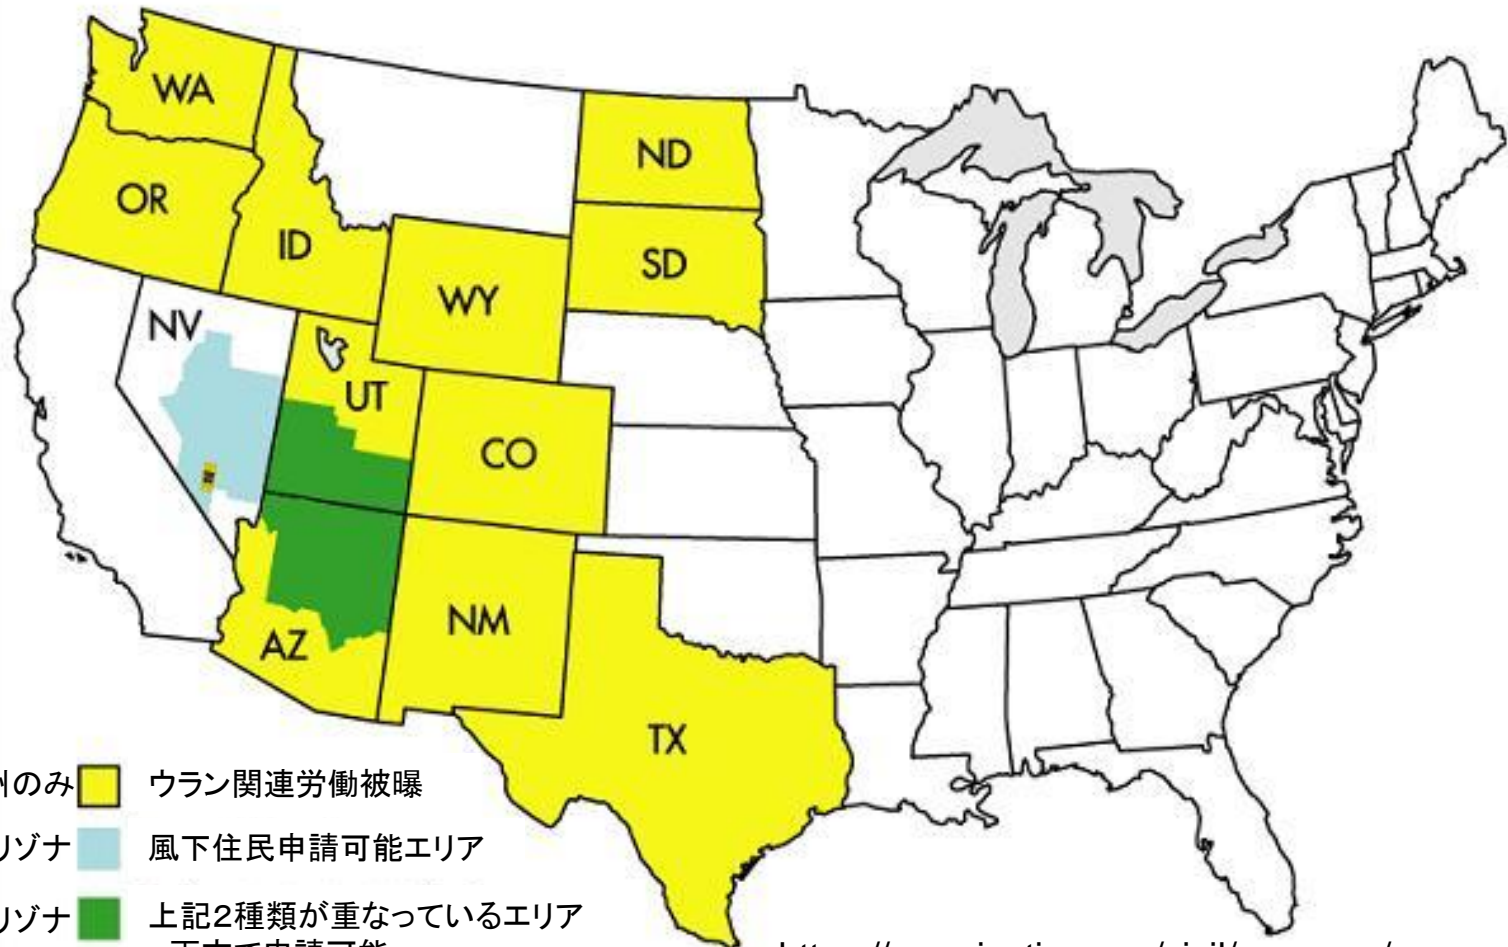 WA
ND
OR
ID
SD
WY
NV
UT
CO
NM
AZ
TX
州のみ ウラン関連労働被曝
リゾナ 風下住民申請可能エリア
リゾナ 上記2種類が重なっているエリア